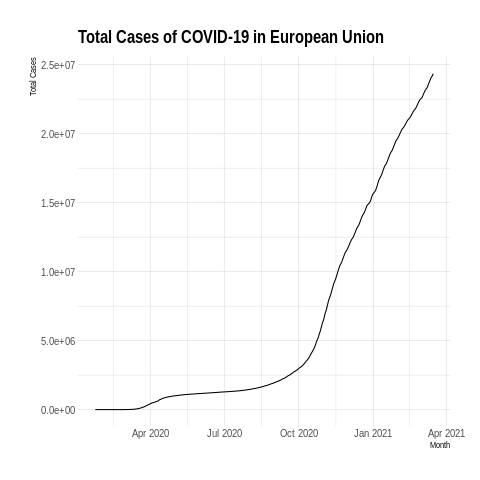 Total Cases of COVID-19 in European Union
Total Cases
2.5e+07
2.0e+07
1.5e+07
1.0e+07
5.0e+06
0.0e+00
Apr 2020 Jul 2020 Oct 2020 Jan 2021 Apr 2021
Month